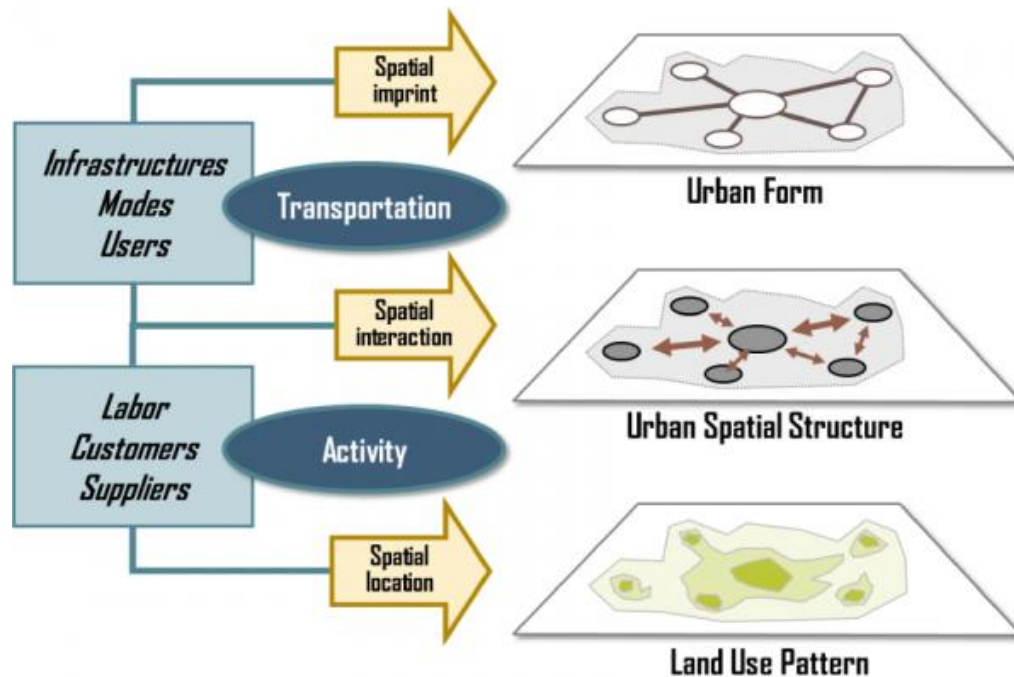 Spatial
imprint
Infrastructures
Modes
Users
Transportation
Urban Form
Spatial
interaction
Labor
Customers
Suppliers
Activity
Urban Spatial Structure
Spatial
location
Land Use Pattern